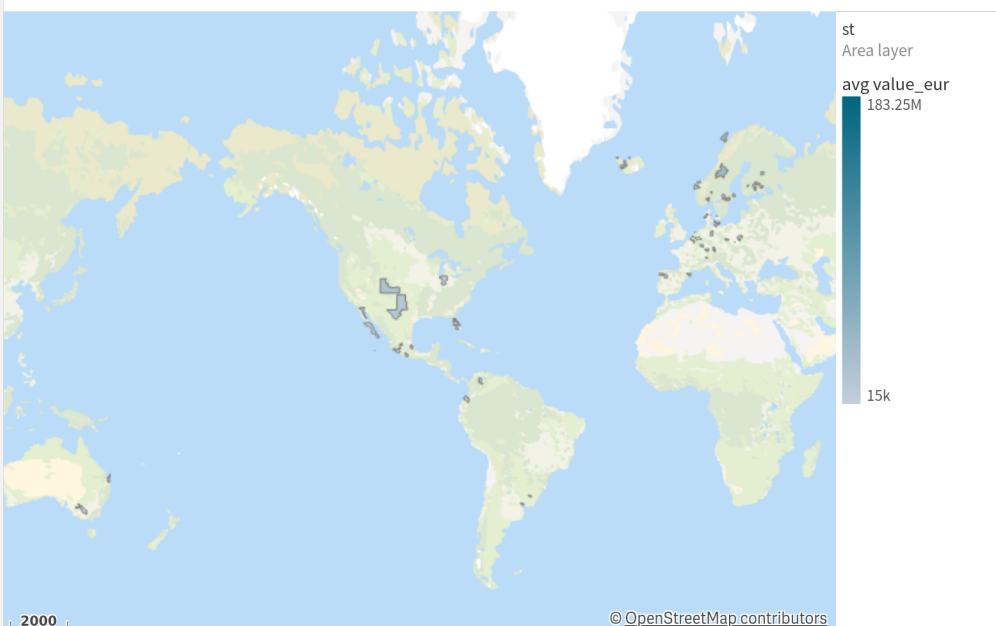 st
Area layer
avg value_eur
183.25M
15k
2000
© OpenStreetMap contributors